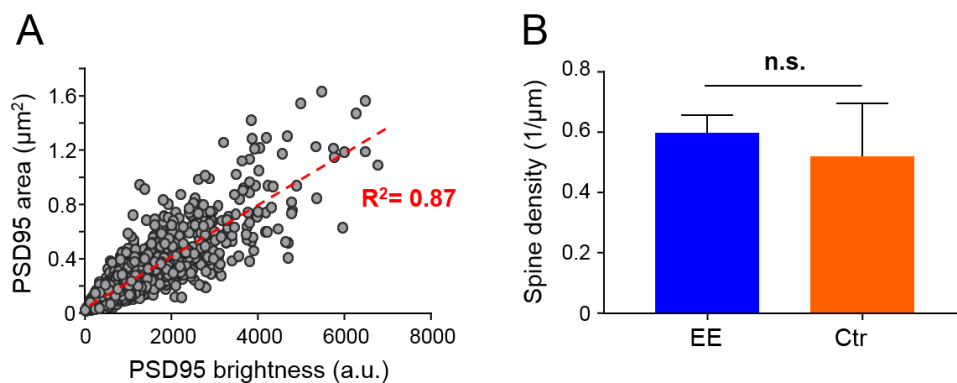 A
PSD95 area (µm²)
1.6
1.2
0.8
0.4
0
R²= 0.87
0 2000 4000 6000 8000
PSD95 brightness (a.u.)
B
n.s.
Spine density (1/µm)
0.8
0.6
0.4
0.2
0
EE Ctr